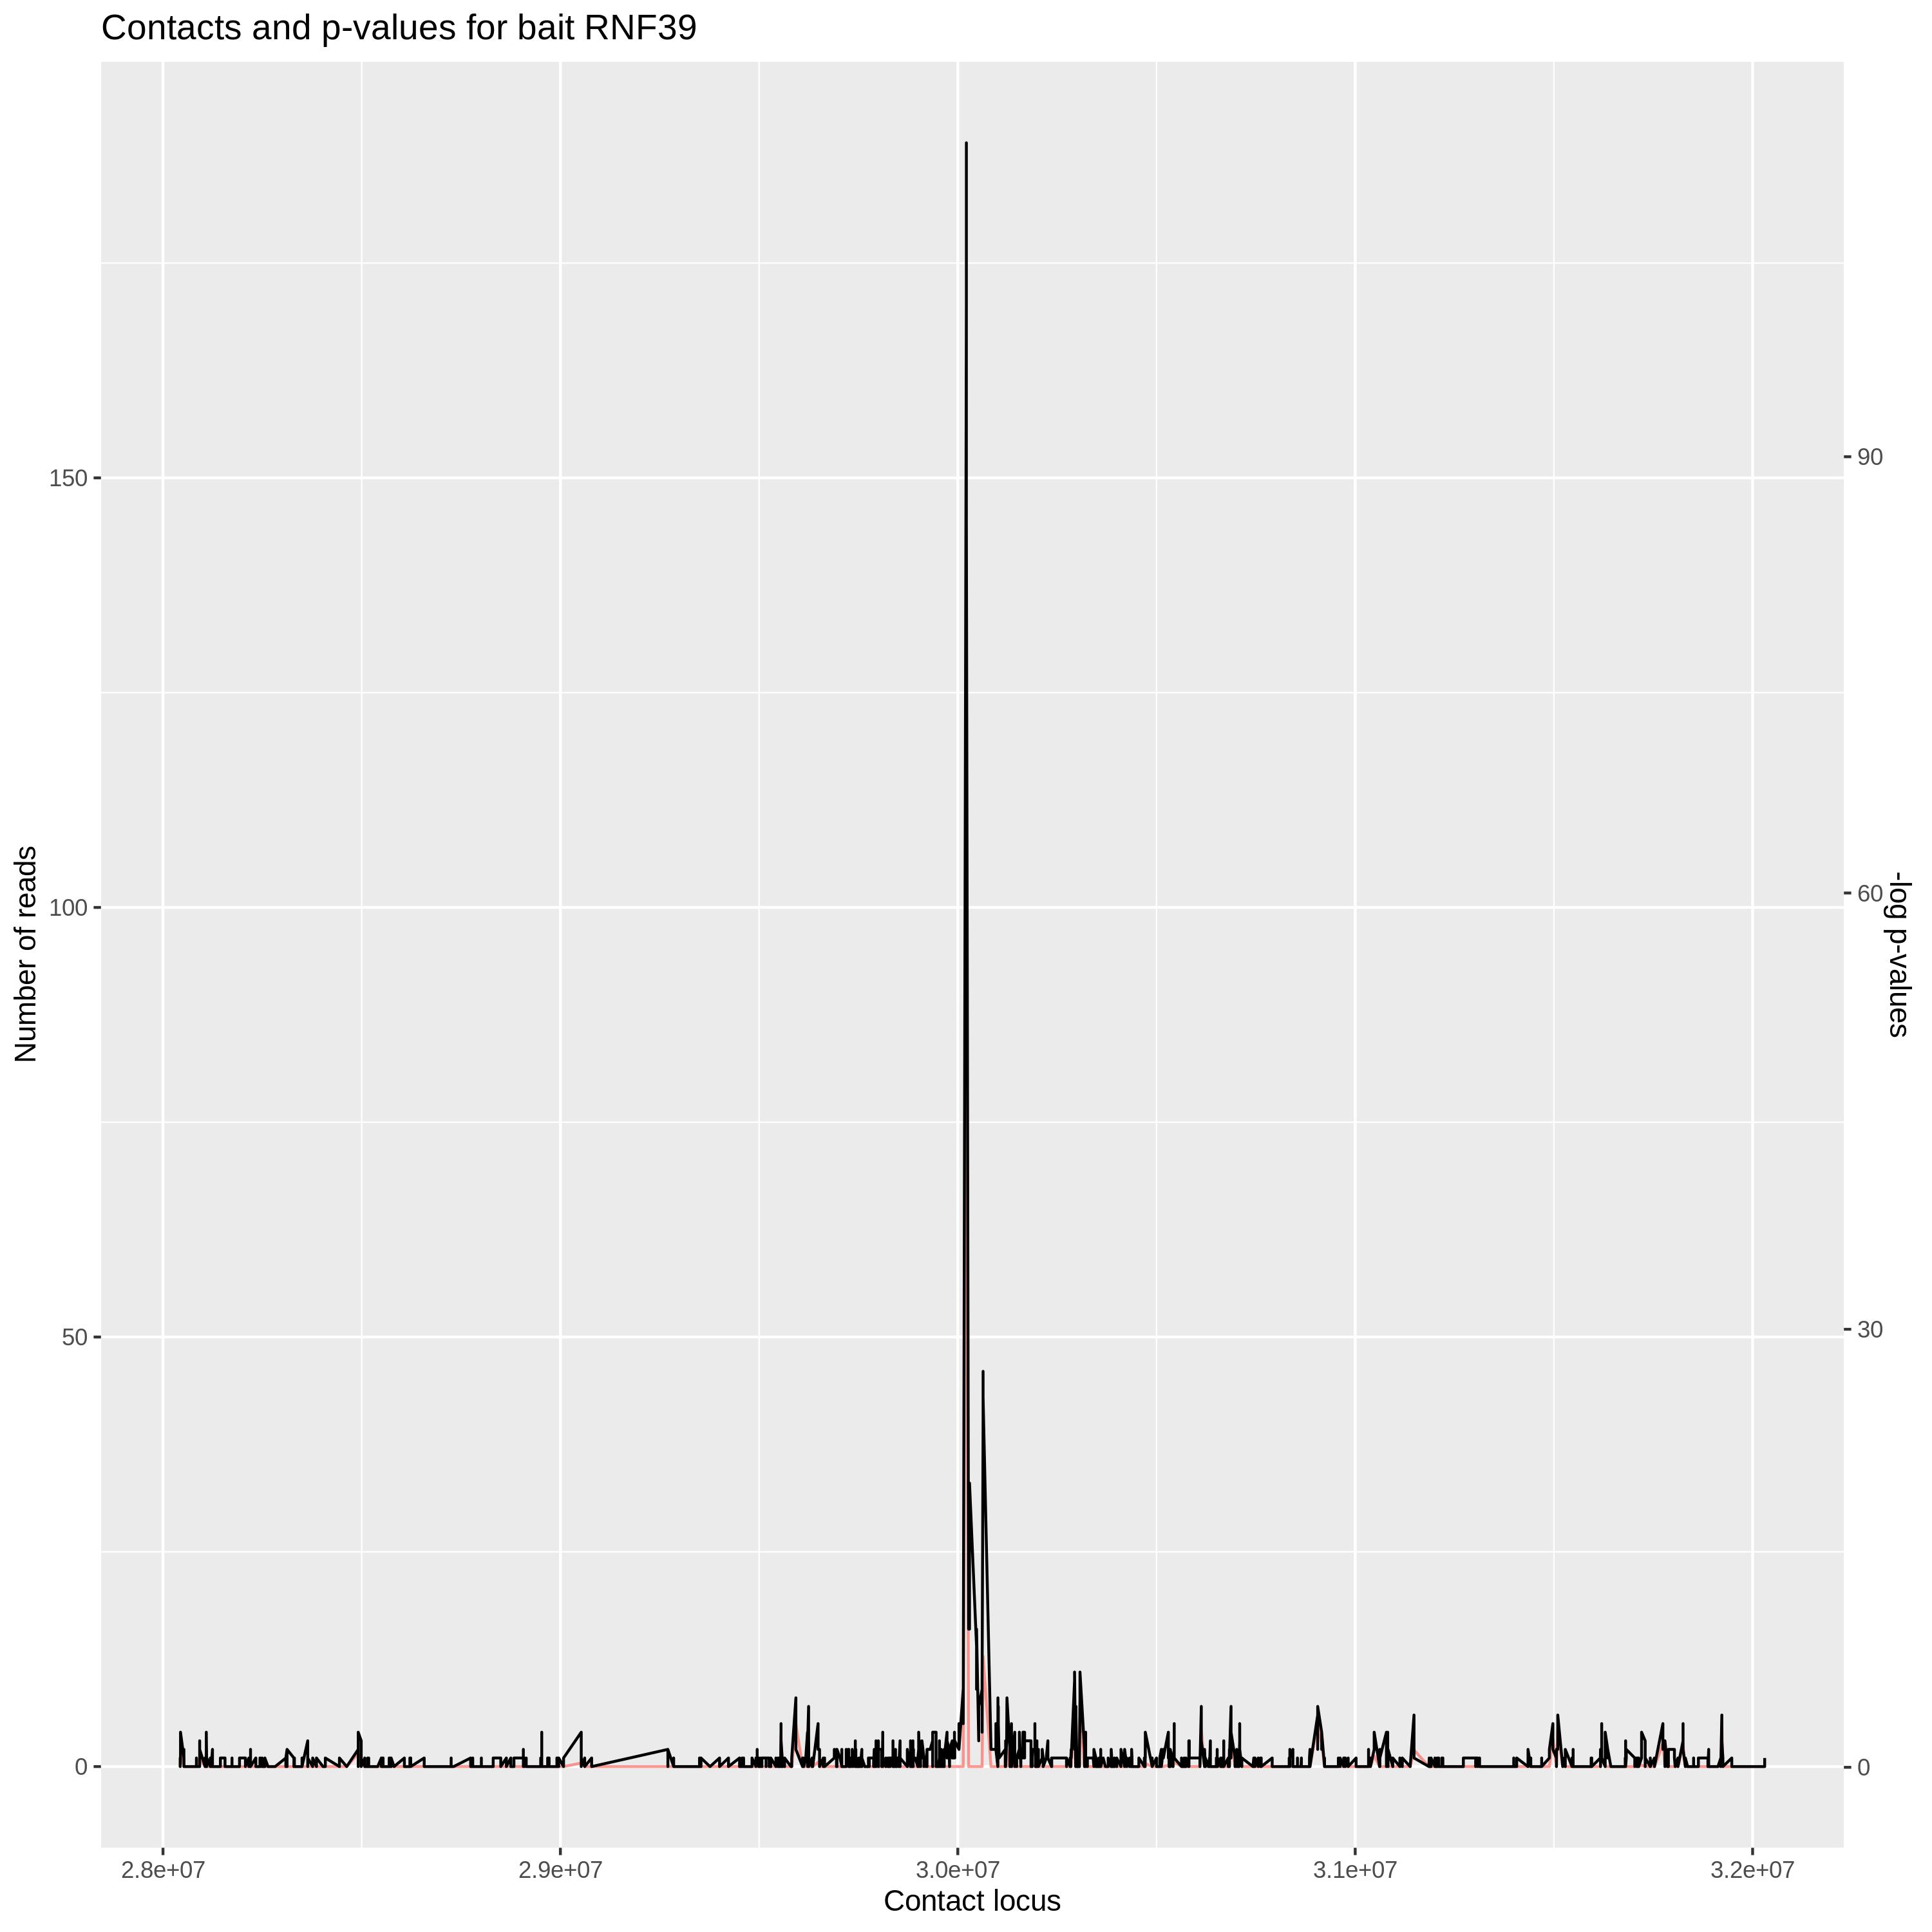 Contacts and p-values for bait RNF39
150
100
50
0
90
60
30
0
Number of reads
-log p-values
2.8e+07 2.9e+07 3.0e+07 3.1e+07 3.2e+07
Contact locus